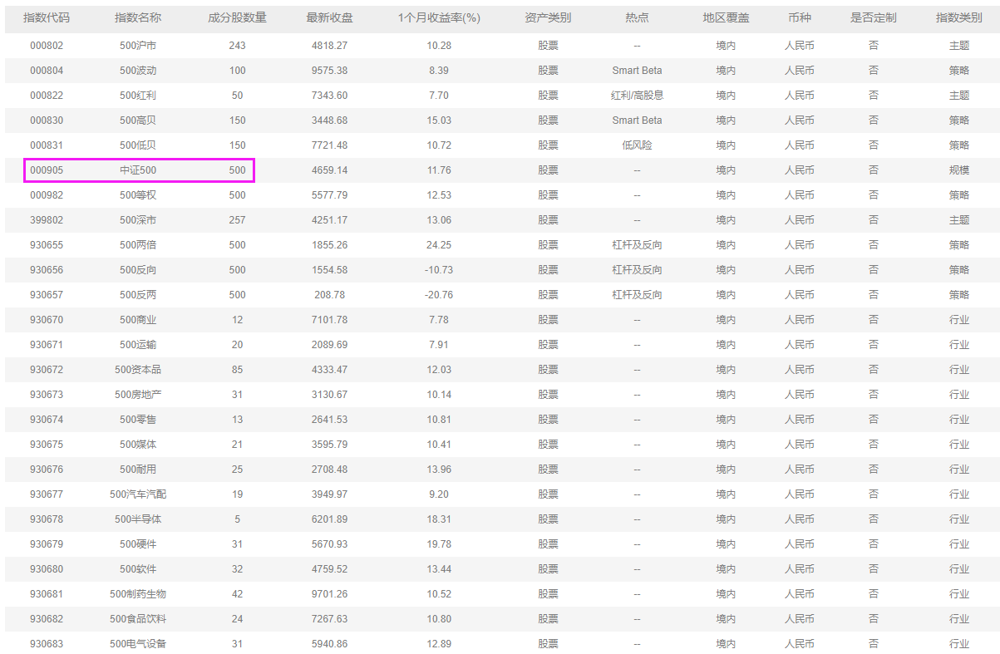 指数代码 指数名称 成分股数量 最新收盘 1个月收益率(%) 资产类别 热点 地区覆盖 币种 是否定制 指数类别
000802 500沪市 243 4818.27 10.28 股票 -- 境内 人民币 否 主题
000804 500波动 100 9575.38 8.39 股票 Smart Beta 境内 人民币 否 策略
000822 500红利 50 7343.60 7.70 股票 红利/高股息 境内 人民币 否 主题
000830 500高贝 150 3448.68 15.03 股票 Smart Beta 境内 人民币 否 策略
000831 500低贝 150 7721.48 10.72 股票 低风险 境内 人民币 否 策略
000905 中证500 500 4659.14 11.76 股票 -- 境内 人民币 否 规模
000982 500等权 500 5577.79 12.53 股票 -- 境内 人民币 否 策略
399802 500深市 257 4251.17 13.06 股票 -- 境内 人民币 否 主题
930655 500两倍 500 1855.26 24.25 股票 杠杆及反向 境内 人民币 否 策略
930656 500反向 500 1554.58 -10.73 股票 杠杆及反向 境内 人民币 否 策略
930657 500反两 500 208.78 -20.76 股票 杠杆及反向 境内 人民币 否 策略
930670 500商业 12 7101.78 7.78 股票 -- 境内 人民币 否 行业
930671 500运输 20 2089.69 7.91 股票 -- 境内 人民币 否 行业
930672 500资本品 85 4333.47 12.03 股票 -- 境内 人民币 否 行业
930673 500房地产 31 3130.67 10.14 股票 -- 境内 人民币 否 行业
930674 500零售 13 2641.53 10.81 股票 -- 境内 人民币 否 行业
930675 500媒体 21 3595.79 10.41 股票 -- 境内 人民币 否 行业
930676 500耐用 25 2708.48 13.96 股票 -- 境内 人民币 否 行业
930677 500汽车汽配 19 3949.97 9.20 股票 -- 境内 人民币 否 行业
930678 500半导体 5 6201.89 18.31 股票 -- 境内 人民币 否 行业
930679 500硬件 31 5670.93 19.78 股票 -- 境内 人民币 否 行业
930680 500软件 32 4759.52 13.44 股票 -- 境内 人民币 否 行业
930681 500制药生物 42 9701.26 10.52 股票 -- 境内 人民币 否 行业
930682 500食品饮料 24 7267.63 10.80 股票 -- 境内 人民币 否 行业
930683 500电气设备 31 5940.86 12.89 股票 -- 境内 人民币 否 行业